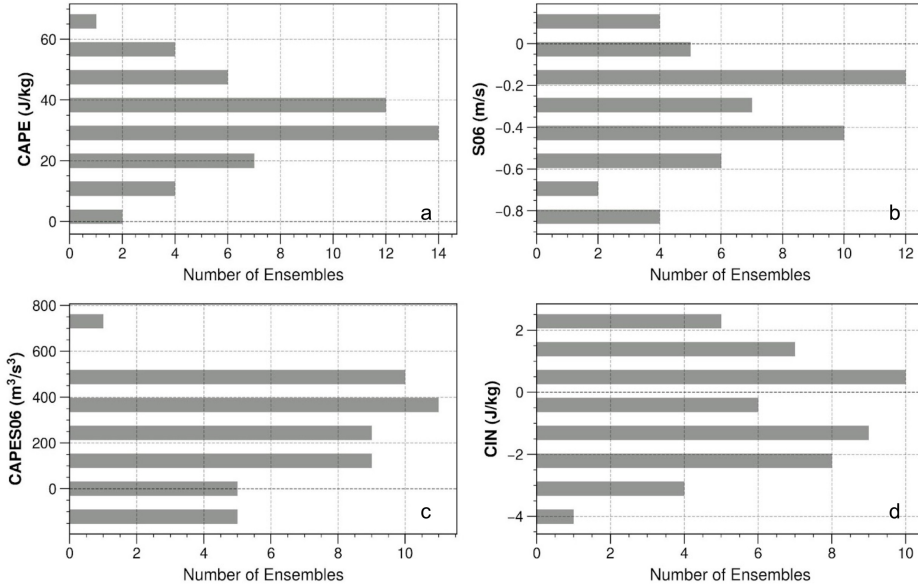 CAPE (J/kg)
60
40
20
0
0 2 4 6 8 10 12 14
Number of Ensembles
a
S06 (m/s)
0
−0.2
−0.4
−0.6
−0.8
0 2 4 6 8 10 12
Number of Ensembles
b
CAPES06 (m³/s³)
800
600
400
200
0
0 2 4 6 8 10
Number of Ensembles
c
CIN (J/kg)
2
0
−2
−4
0 2 4 6 8 10
Number of Ensembles
d